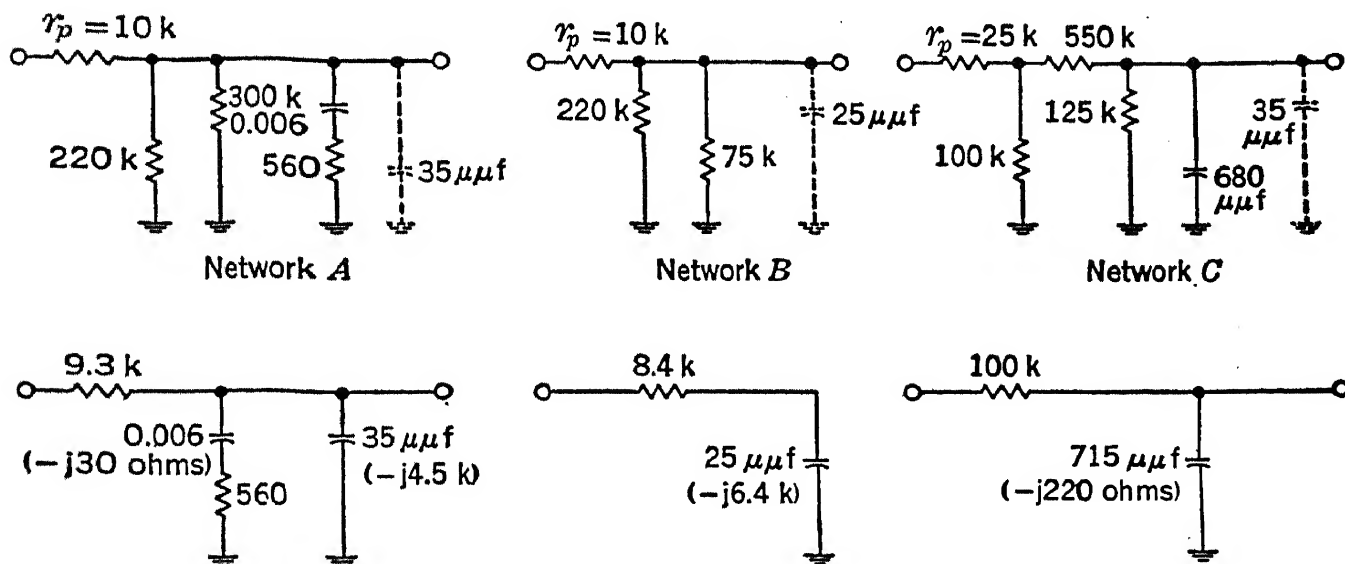 r_p = 10 k
220 k
300 k
0.006
560
35 μμf
Network A
r_p = 10 k
220 k
75 k
25 μμf
Network B
r_p = 25 k
550 k
100 k
125 k
680
μμf
35
μμf
Network C
9.3 k
0.006
(−j30 ohms)
560
35 μμf
(−j4.5 k)
8.4 k
25 μμf
(−j6.4 k)
100 k
715 μμf
(−j220 ohms)